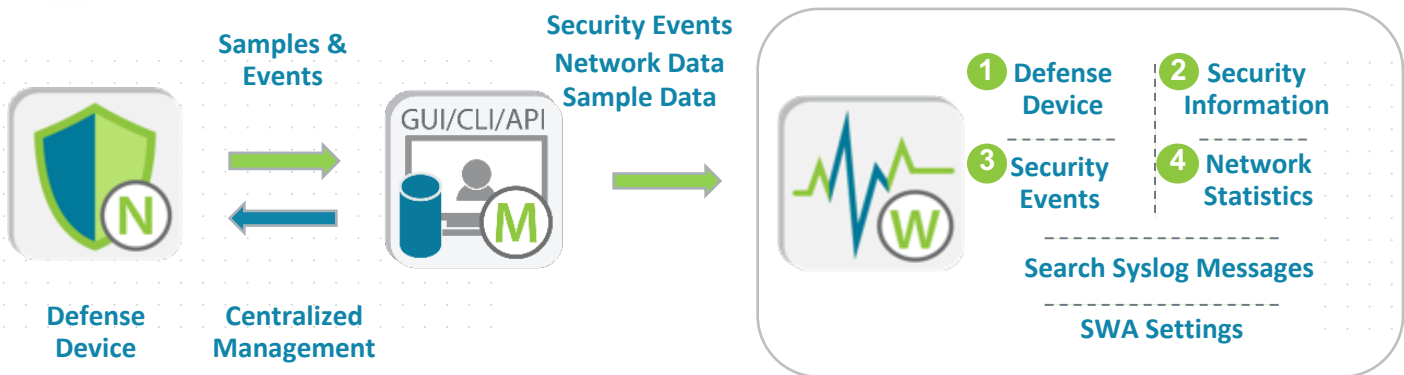 Samples &
Events
Security Events
Network Data
Sample Data
N
GUI/CLI/API
M
Defense
Device
Centralized
Management
W
1 Defense
Device
2 Security
Information
3 Security
Events
4 Network
Statistics
Search Syslog Messages
SWA Settings